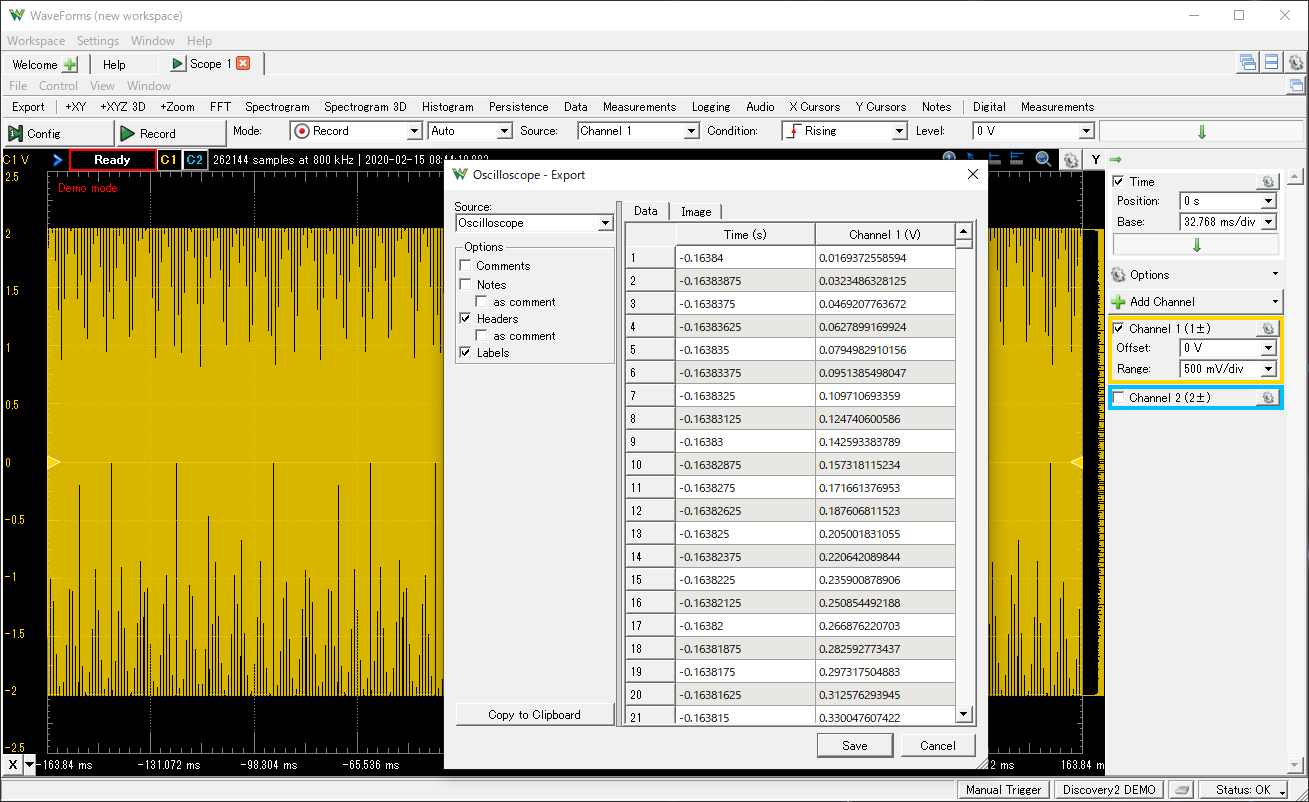 WaveForms (new workspace)
Workspace Settings Window Help
Welcome Help Scope 1
File Control View Window
Export +XY +XYZ 3D +Zoom FFT Spectrogram Spectrogram 3D Histogram Persistence Data Measurements Logging Audio X Cursors Y Cursors Notes Digital Measurements
Config Record Mode: Record Auto Source: Channel 1 Condition: Rising Level: 0 V
C1 V Ready C1 C2 262144 samples at 800 kHz | 2020-02-15 Y
Demo mode
2.5
2
1.5
1
0.5
0
-0.5
-1
-1.5
-2
-2.5
X -163.84 ms -131.072 ms -98.304 ms -65.536 ms 163.84 m
Oscilloscope - Export
Source:
Oscilloscope
Options
Comments
Notes
as comment
Headers
as comment
Labels
Copy to Clipboard
Data Image
Time (s) Channel 1 (V)
1 -0.16384 0.0169372558594
2 -0.16383875 0.0323486328125
3 -0.1638375 0.0469207763672
4 -0.16383625 0.0627899169924
5 -0.163835 0.0794982910156
6 -0.16383375 0.0951385498047
7 -0.1638325 0.109710693359
8 -0.16383125 0.124740600586
9 -0.16383 0.142593383789
10 -0.16382875 0.157318115234
11 -0.1638275 0.171661376953
12 -0.16382625 0.187606811523
13 -0.163825 0.205001831055
14 -0.16382375 0.220642089844
15 -0.1638225 0.235900878906
16 -0.16382125 0.250854492188
17 -0.16382 0.266876220703
18 -0.16381875 0.282592773437
19 -0.1638175 0.297317504883
20 -0.16381625 0.312576293945
21 -0.163815 0.330047607422
Save Cancel
Time
Position: 0 s
Base: 32.768 ms/div
Options
Add Channel
Channel 1 (1±)
Offset: 0 V
Range: 500 mV/div
Channel 2 (2±)
Manual Trigger Discovery2 DEMO Status: OK